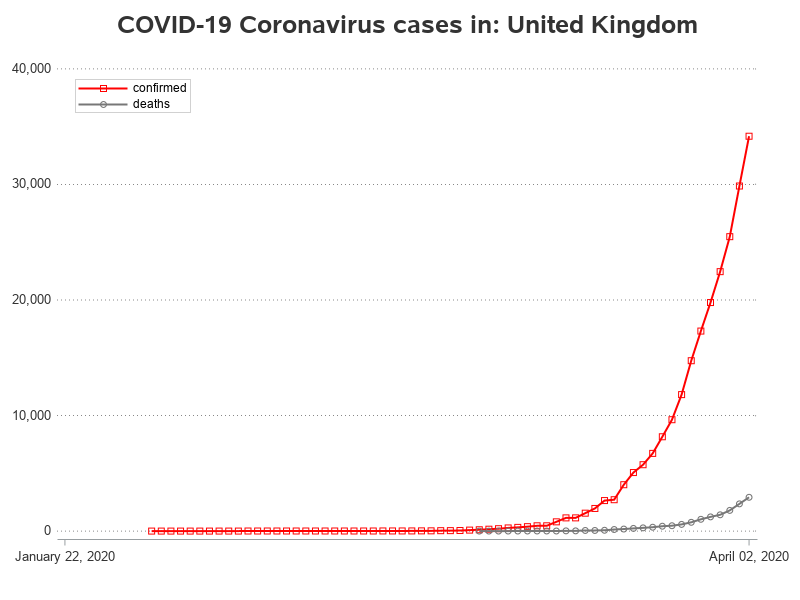 COVID-19 Coronavirus cases in: United Kingdom
40,000
confirmed
deaths
30,000
20,000
10,000
0
January 22, 2020
April 02, 2020